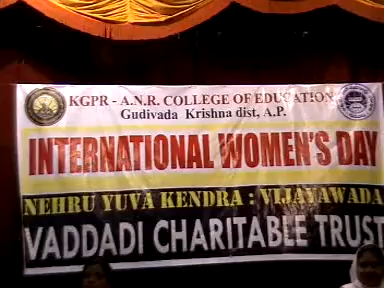 KGPR - A.N.R. COLLEGE OF EDUCATION
Gudivada Krishna dist, A.P.
INTERNATIONAL WOMEN'S DAY
NEHRU YUVA KENDRA : VIJAYAWADA
VADDADI CHARITABLE TRUST